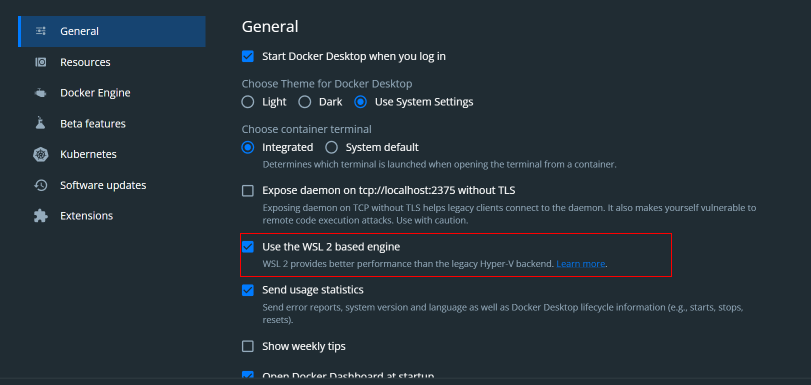 General
General
Start Docker Desktop when you log in
Resources
Choose Theme for Docker Desktop
Docker Engine
Light
Dark
Use System Settings
Beta features
Choose container terminal
Kubernetes
Integrated
System default
Determines which terminal is launched when opening the terminal from a container.
Software updates
Expose daemon on tcp://localhost:2375 without TLS
Extensions
Exposing daemon on TCP without TLS helps legacy clients connect to the daemon. It also makes yourself vulnerable to
remote code execution attacks. Use with caution.
Use the WSL 2 based engine
WSL 2 provides better performance than the legacy Hyper-V backend. Learn more.
Send usage statistics
Send error reports, system version and language as well as Docker Desktop lifecycle information (e.g., starts, stops,
resets).
Show weekly tips
Open Docker Dashboard at startup